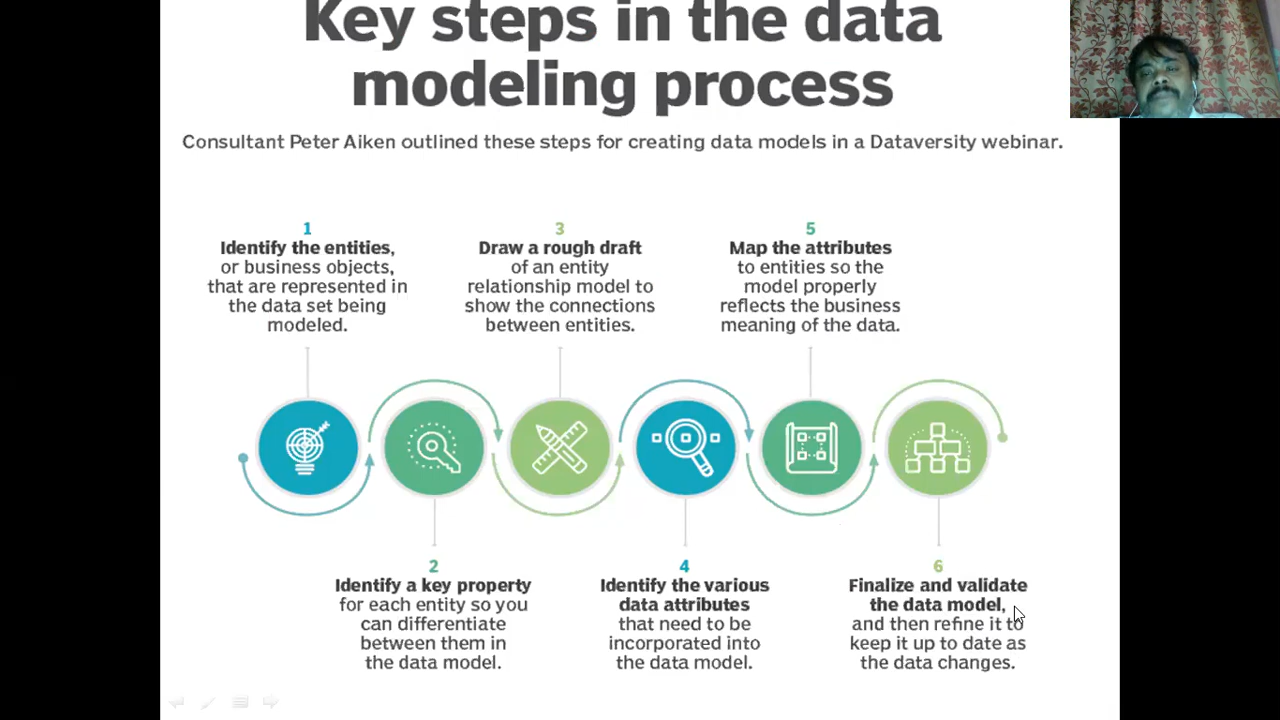 Key steps in the data
modeling process
Consultant Peter Aiken outlined these steps for creating data models in a Dataversity webinar.
1
Identify the entities,
or business objects,
that are represented in
the data set being
modeled.
2
Identify a key property
for each entity so you
can differentiate
between them in
the data model.
3
Draw a rough draft
of an entity
relationship model to
show the connections
between entities.
4
Identify the various
data attributes
that need to be
incorporated into
the data model.
5
Map the attributes
to entities so the
model properly
reflects the business
meaning of the data.
6
Finalize and validate
the data model,
and then refine it to
keep it up to date as
the data changes.